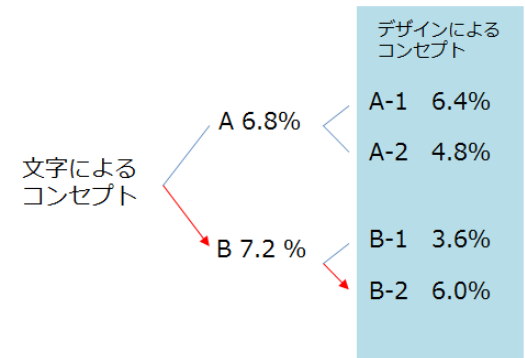 デザインによる
コンセプト
A-1 6.4%
A 6.8%
A-2 4.8%
文字による
コンセプト
B-1 3.6%
B 7.2 %
B-2 6.0%